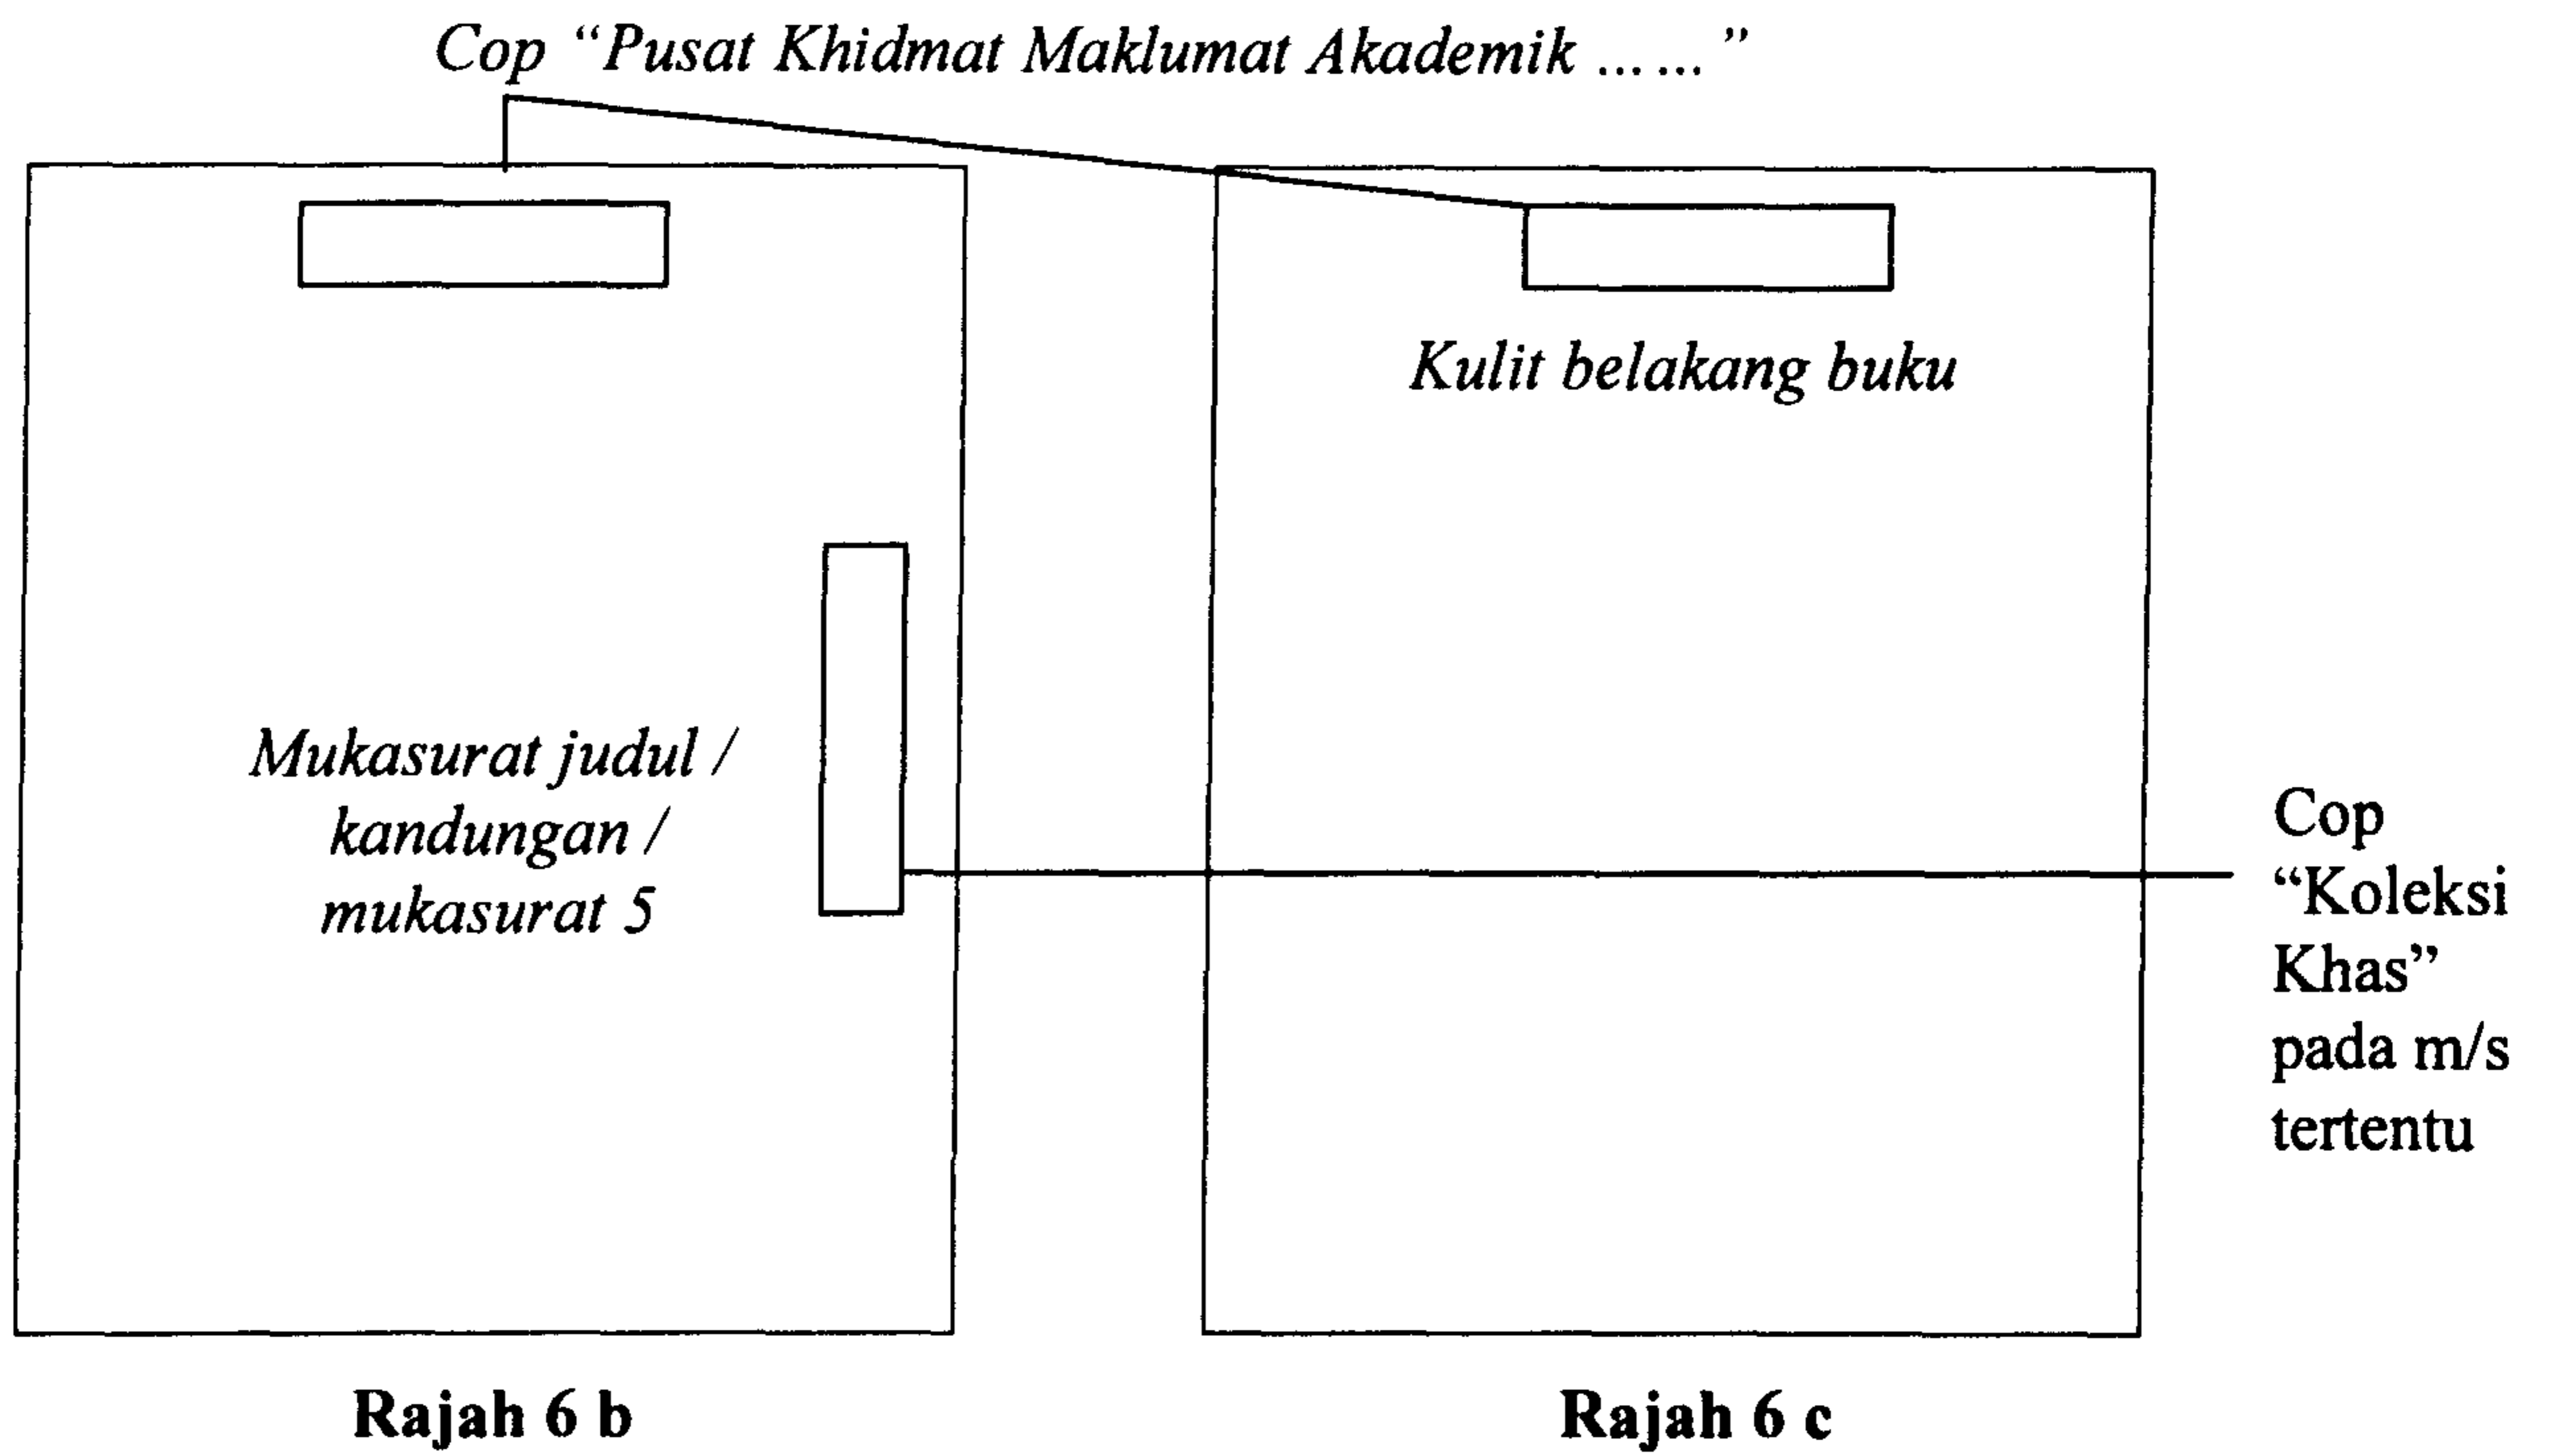 Cop “Pusat Khidmat Maklumat Akademik ......”
Kulit belakang buku
Mukasurat judul /
kandungan /
mukasurat 5
Cop
“Koleksi
Khas”
pada m/s
tertentu
Rajah 6 b
Rajah 6 c